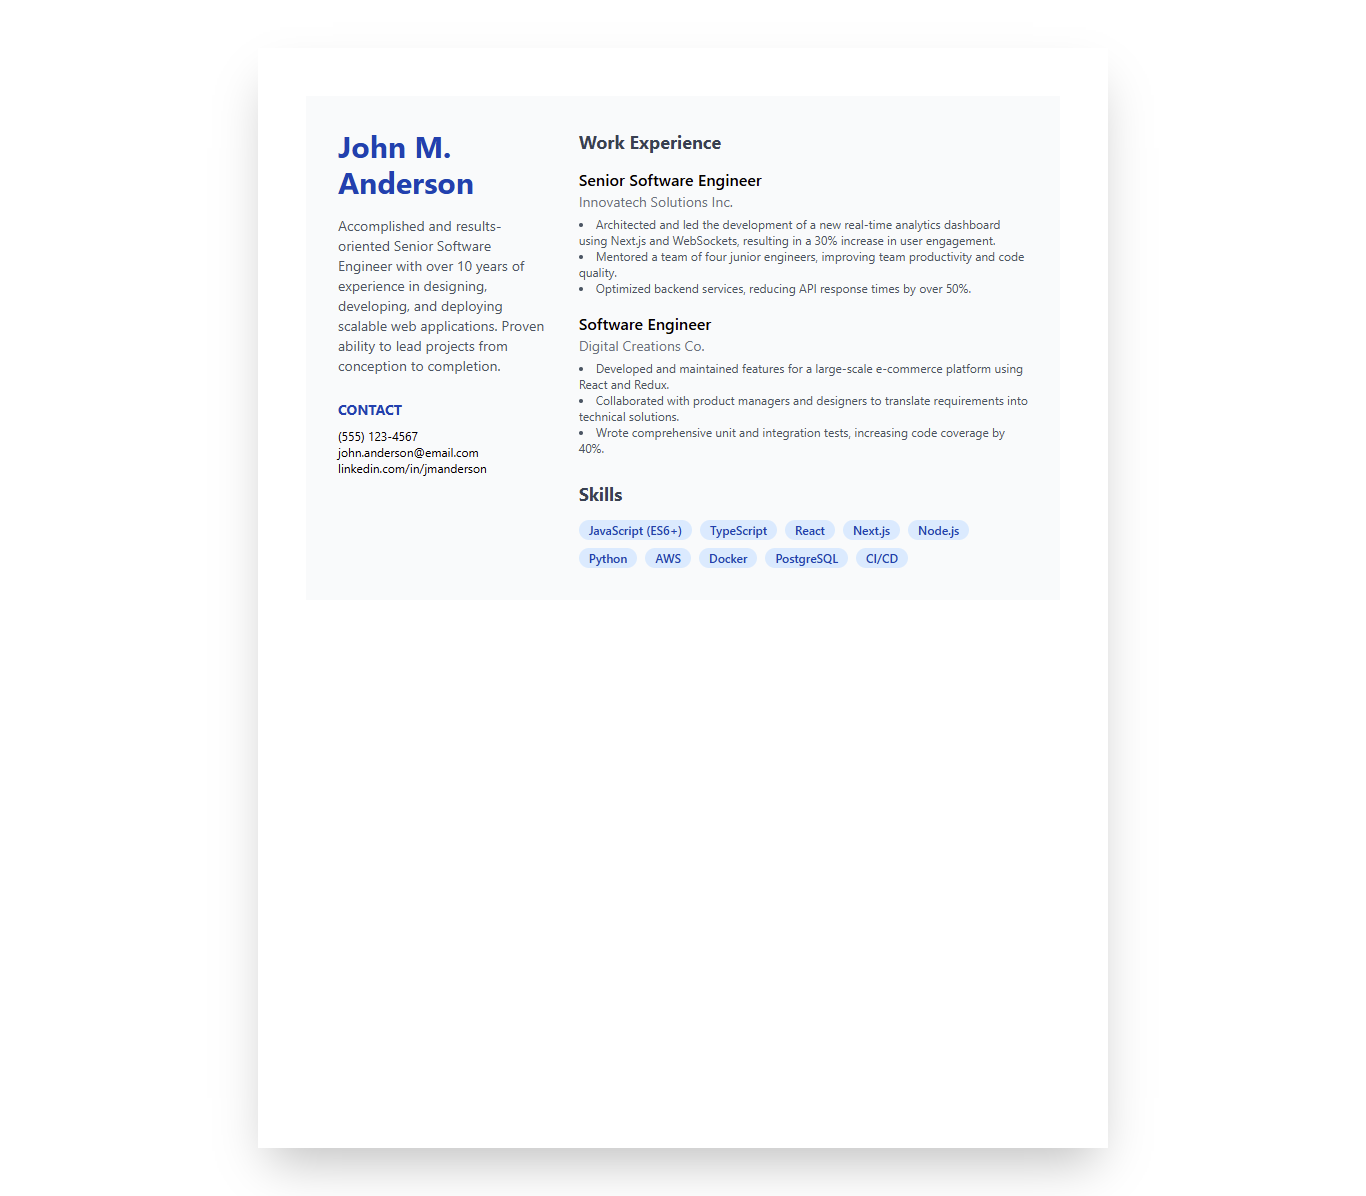 John M.
Anderson
Accomplished and results-
oriented Senior Software
Engineer with over 10 years of
experience in designing,
developing, and deploying
scalable web applications. Proven
ability to lead projects from
conception to completion.
CONTACT
(555) 123-4567
john.anderson@email.com
linkedin.com/in/jmanderson
Work Experience
Senior Software Engineer
Innovatech Solutions Inc.
• Architected and led the development of a new real-time analytics dashboard
using Next.js and WebSockets, resulting in a 30% increase in user engagement.
• Mentored a team of four junior engineers, improving team productivity and code
quality.
• Optimized backend services, reducing API response times by over 50%.
Software Engineer
Digital Creations Co.
• Developed and maintained features for a large-scale e-commerce platform using
React and Redux.
• Collaborated with product managers and designers to translate requirements into
technical solutions.
• Wrote comprehensive unit and integration tests, increasing code coverage by
40%.
Skills
JavaScript (ES6+) TypeScript React Next.js Node.js
Python AWS Docker PostgreSQL CI/CD